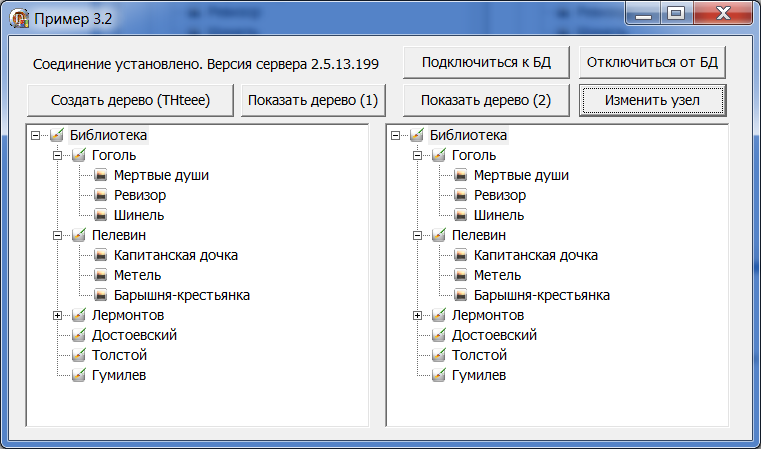 Пример 3.2
Соединение установлено. Версия сервера 2.5.13.199
Подключиться к БД
Отключиться от БД
Создать дерево (THteee)
Показать дерево (1)
Показать дерево (2)
Изменить узел
Библиотека
Гоголь
Мертвые души
Ревизор
Шинель
Пелевин
Капитанская дочка
Метель
Барышня-крестьянка
Лермонтов
Достоевский
Толстой
Гумилев
Библиотека
Гоголь
Мертвые души
Ревизор
Шинель
Пелевин
Капитанская дочка
Метель
Барышня-крестьянка
Лермонтов
Достоевский
Толстой
Гумилев